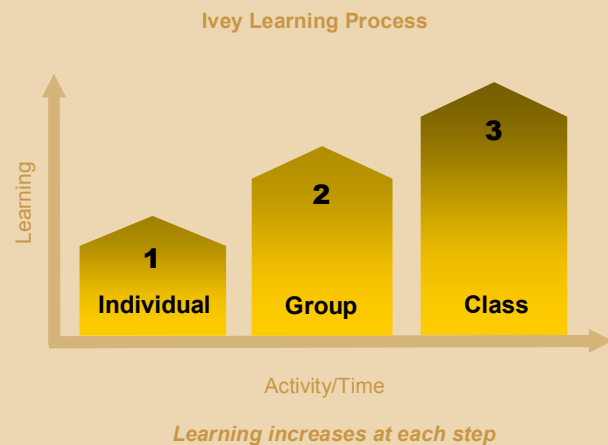 Ivey Learning Process
Learning
1
Individual
2
Group
3
Class
Activity/Time
Learning increases at each step